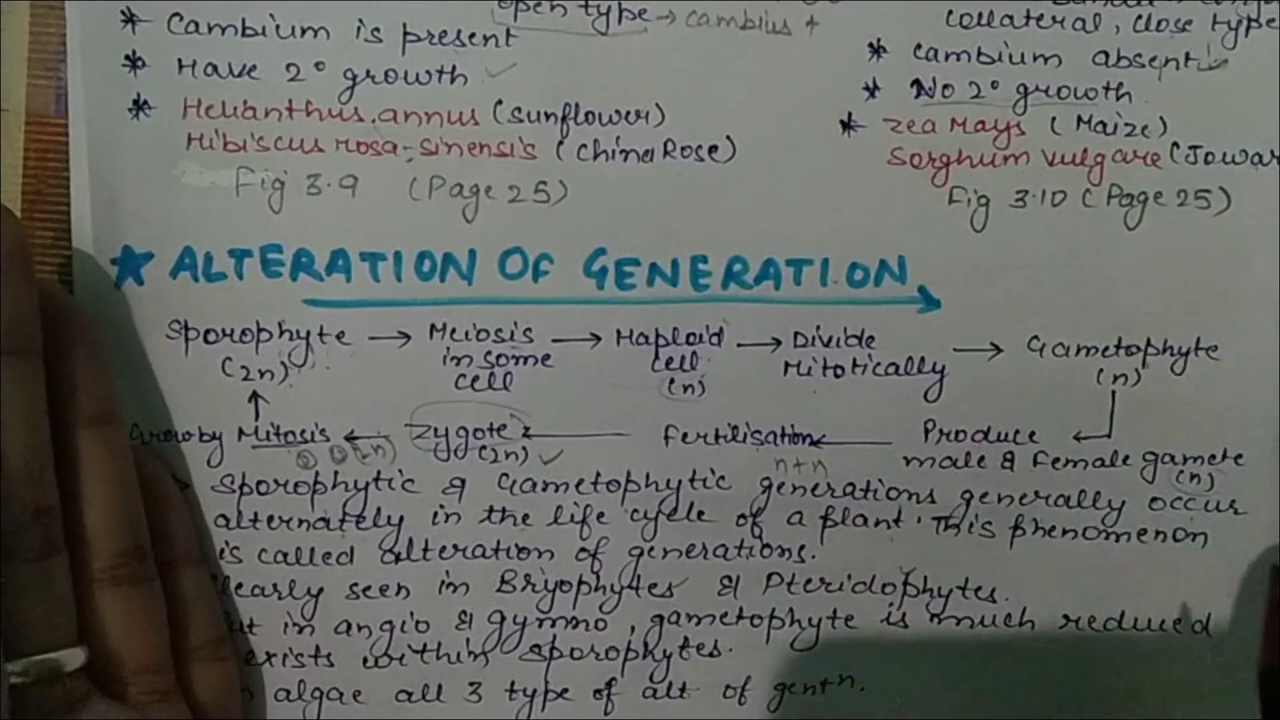 open type → cambium +
* Cambium is present
* Have 2° growth ✓
* Helianthus annus (sunflower)
Hibiscus rosa-sinensis (China Rose)
Fig 3.9 (Page 25)
collateral, close type
* cambium absent
* No 2° growth
* Zea Mays (Maize)
Sorghum vulgare (Jowar
Fig 3.10 (Page 25)
★ ALTERATION OF GENERATION
Sporophyte (2n) → Meiosis in some cell → Haploid cell (n) → Divide Mitotically → Gametophyte (n)
Grow by Mitosis ← Zygote (2n) ✓ ← Fertilisation n+n ← Produce male & Female gamete (n)
Sporophytic & Gametophytic generations generally occur
alternately in the life cycle of a plant. This phenomenon
is called alteration of generations.
learly seen in Bryophytes & Pteridophytes.
ut in angio & gymno, gametophyte is much reduced
exists within sporophytes.
algae all 3 type of alt. of gentⁿ.